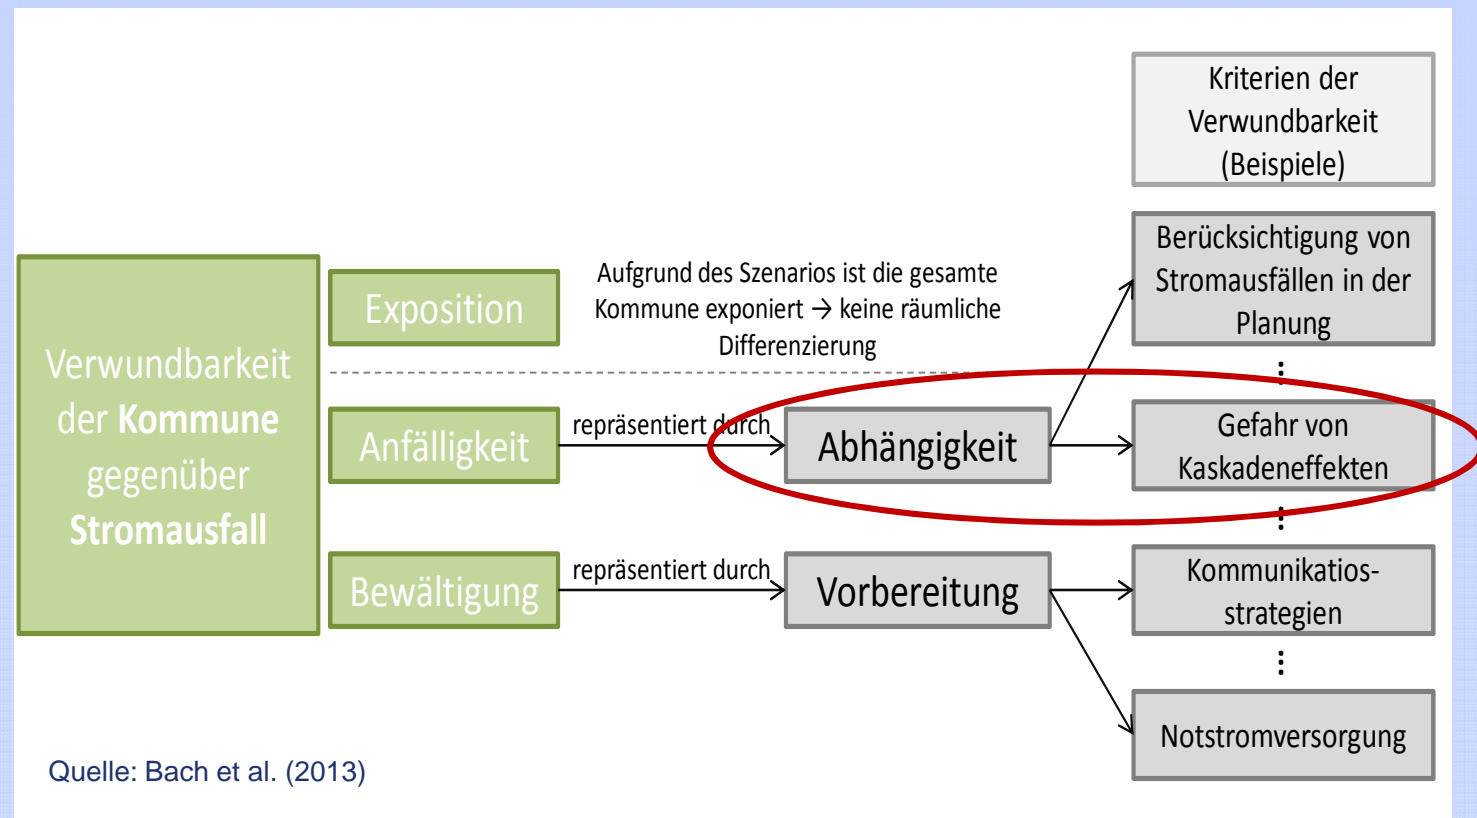 Kriterien der
Verwundbarkeit
(Beispiele)
Verwundbarkeit
der Kommune
gegenüber
Stromausfall
Exposition
Aufgrund des Szenarios ist die gesamte
Kommune exponiert → keine räumliche
Differenzierung
Berücksichtigung von
Stromausfällen in der
Planung
⋮
Anfälligkeit
repräsentiert durch
Abhängigkeit
Gefahr von
Kaskadeneffekten
⋮
Bewältigung
repräsentiert durch
Vorbereitung
Kommunikatios-
strategien
⋮
Notstromversorgung
Quelle: Bach et al. (2013)